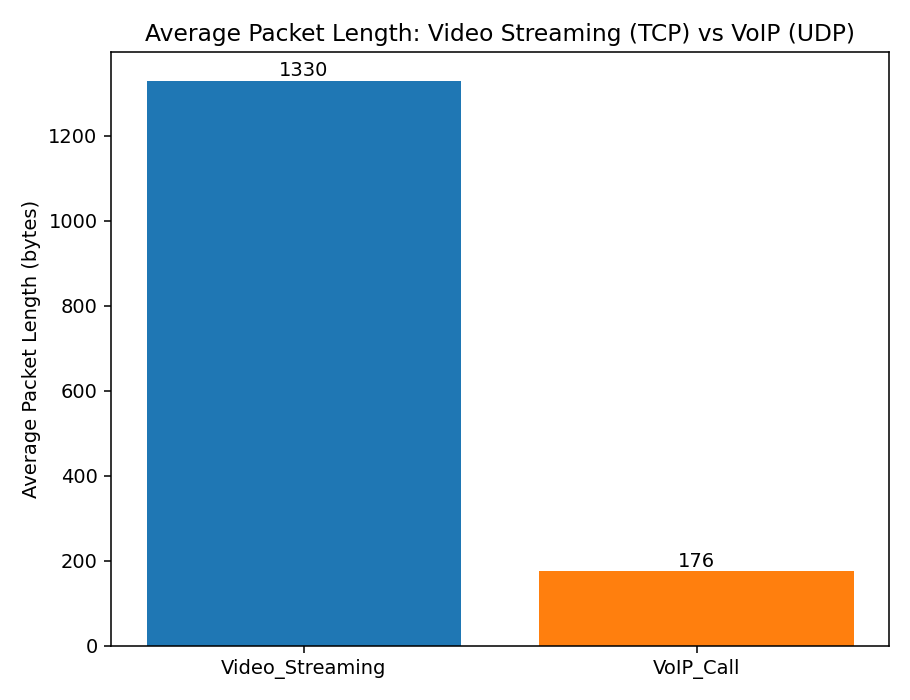 Average Packet Length: Video Streaming (TCP) vs VoIP (UDP)
Average Packet Length (bytes)
1200
1000
800
600
400
200
0
1330
176
Video_Streaming
VoIP_Call